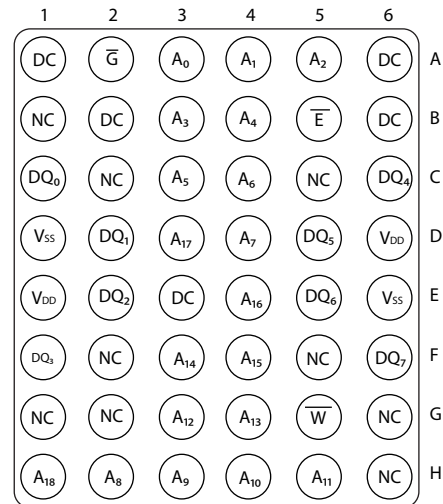 1 2 3 4 5 6
DC G̅ A₀ A₁ A₂ DC A
NC DC A₃ A₄ E̅ DC B
DQ₀ NC A₅ A₆ NC DQ₄ C
VSS DQ₁ A₁₇ A₇ DQ₅ VDD D
VDD DQ₂ DC A₁₆ DQ₆ VSS E
DQ₃ NC A₁₄ A₁₅ NC DQ₇ F
NC NC A₁₂ A₁₃ W̅ NC G
A₁₈ A₈ A₉ A₁₀ A₁₁ NC H